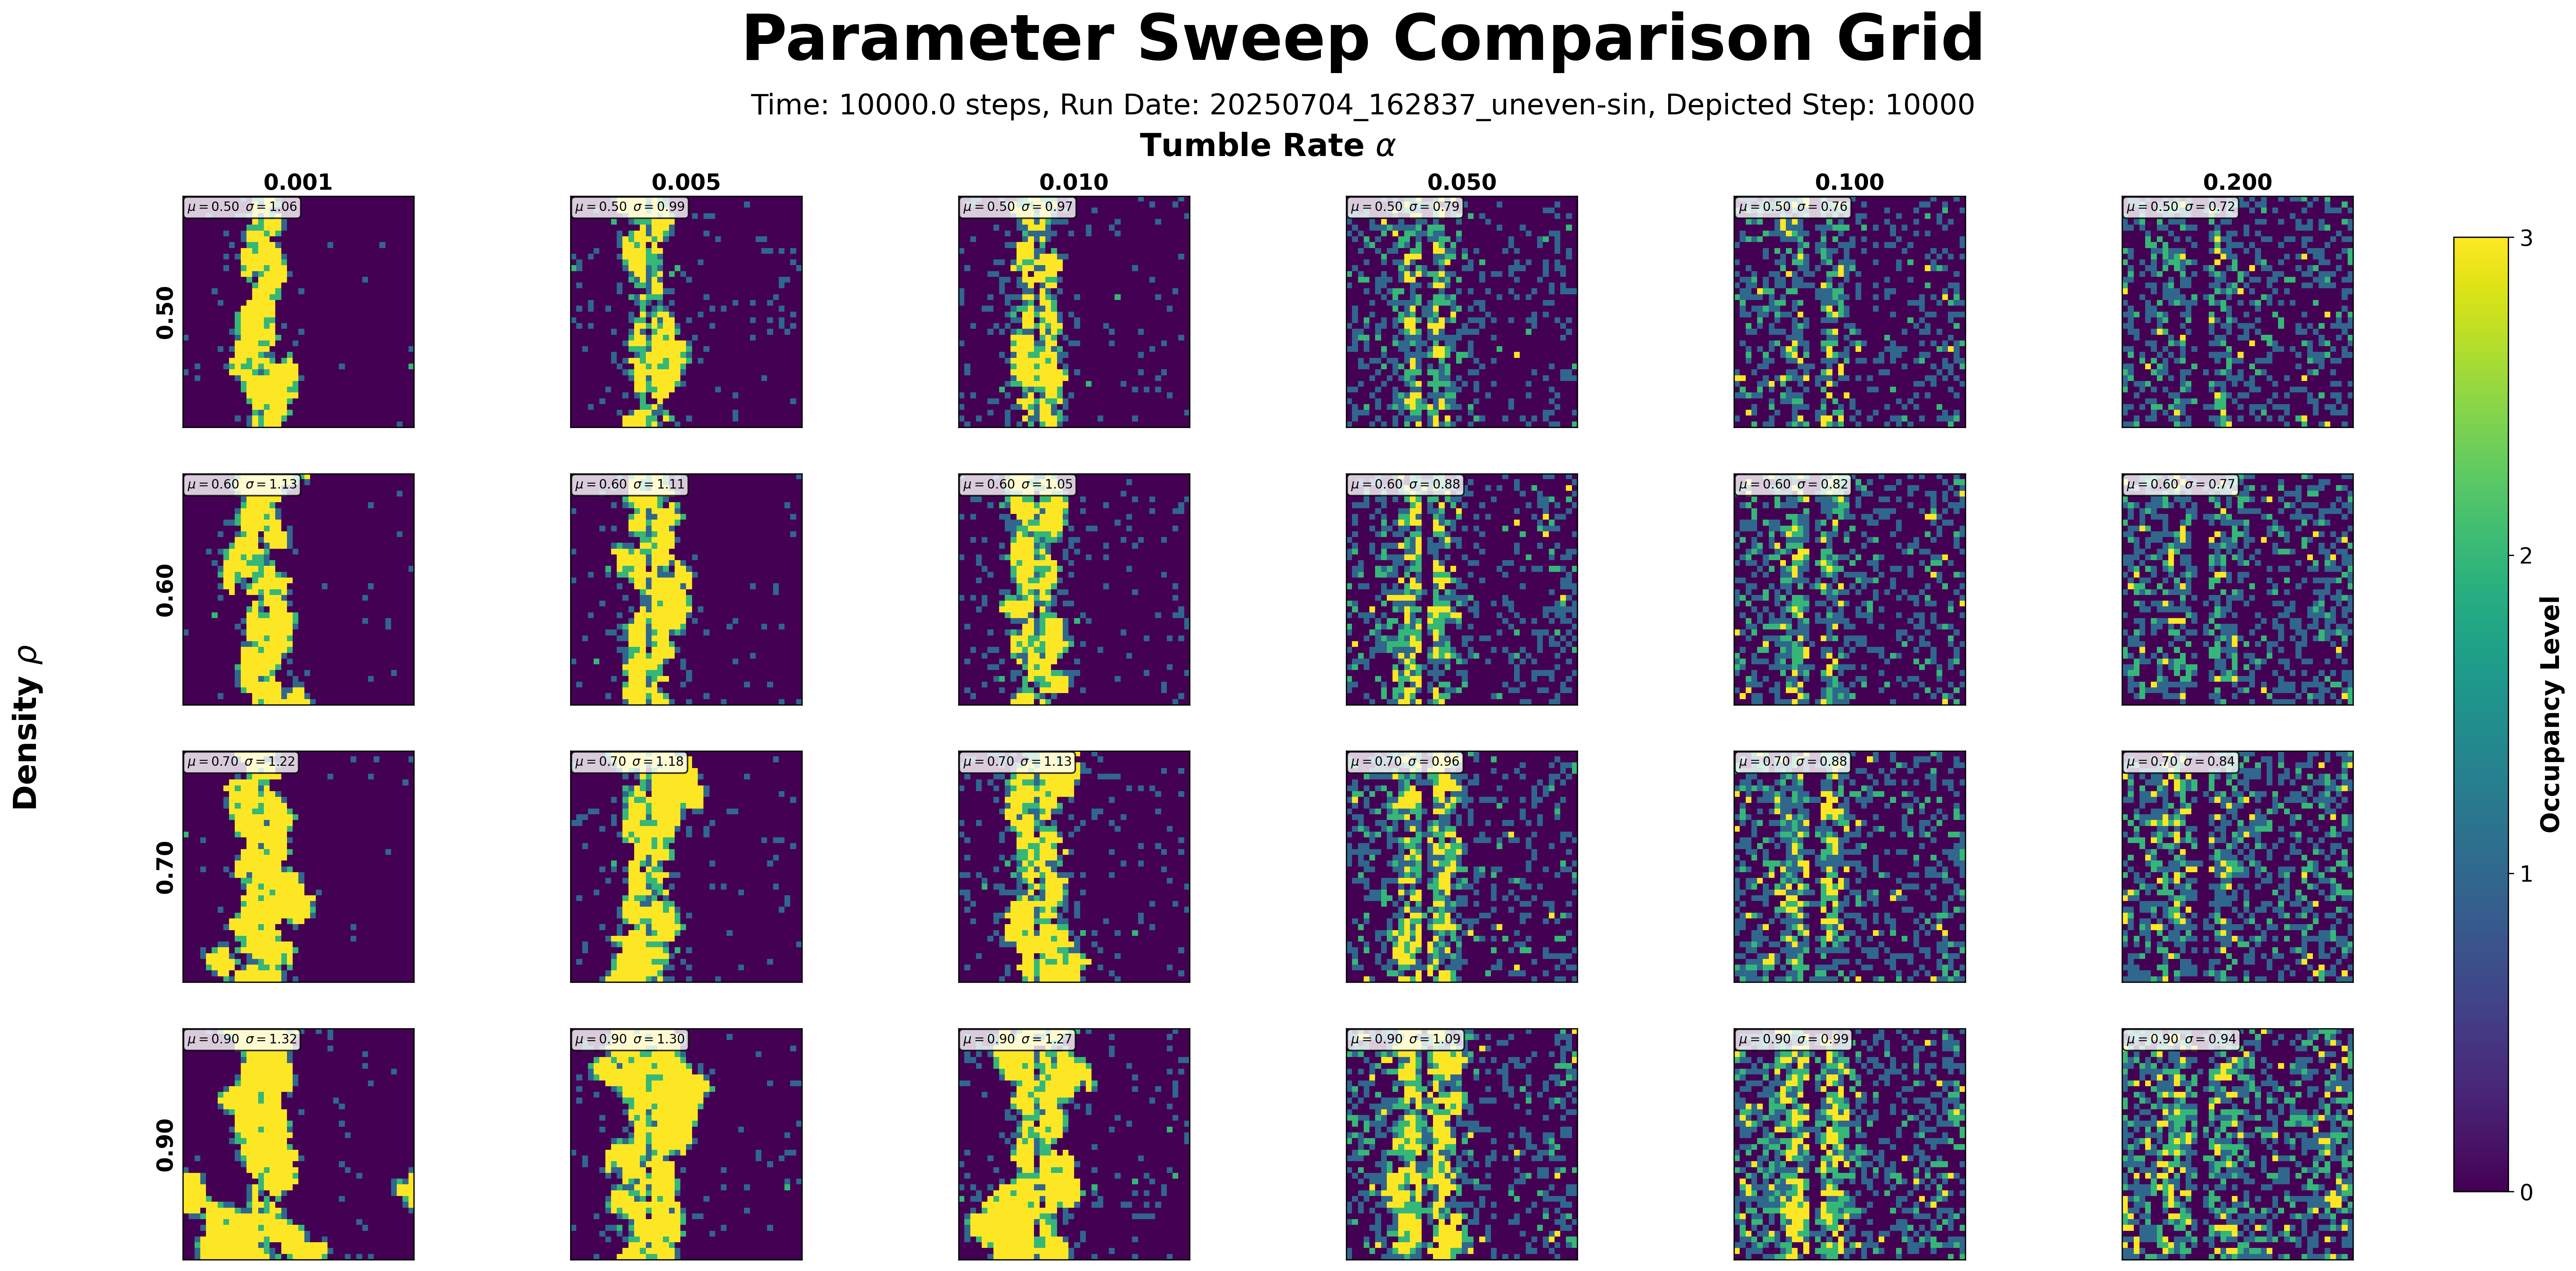 Parameter Sweep Comparison Grid
Time: 10000.0 steps, Run Date: 20250704_162837_uneven-sin, Depicted Step: 10000
Tumble Rate α
0.001 0.005 0.010 0.050 0.100 0.200
μ = 0.50 σ = 1.06
μ = 0.50 σ = 0.99
μ = 0.50 σ = 0.97
μ = 0.50 σ = 0.79
μ = 0.50 σ = 0.76
μ = 0.50 σ = 0.72
0.50
μ = 0.60 σ = 1.13
μ = 0.60 σ = 1.11
μ = 0.60 σ = 1.05
μ = 0.60 σ = 0.88
μ = 0.60 σ = 0.82
μ = 0.60 σ = 0.77
0.60
Density ρ
μ = 0.70 σ = 1.22
μ = 0.70 σ = 1.18
μ = 0.70 σ = 1.13
μ = 0.70 σ = 0.96
μ = 0.70 σ = 0.88
μ = 0.70 σ = 0.84
0.70
μ = 0.90 σ = 1.32
μ = 0.90 σ = 1.30
μ = 0.90 σ = 1.27
μ = 0.90 σ = 1.09
μ = 0.90 σ = 0.99
μ = 0.90 σ = 0.94
0.90
3
2
1
0
Occupancy Level